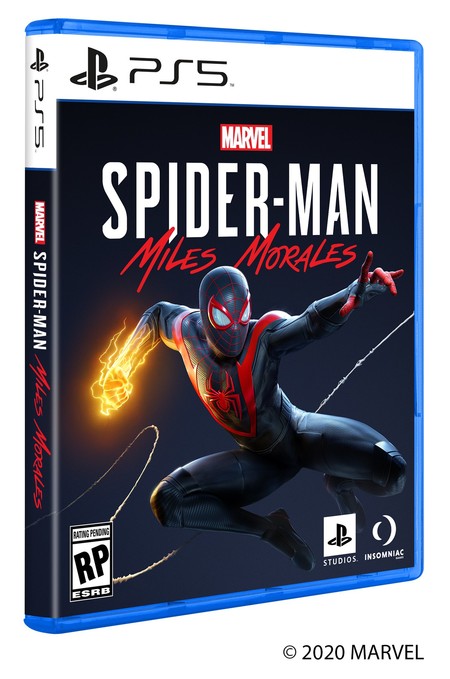 PS5
PS5
MARVEL
SPIDER-MAN
MILES MORALES
MARVEL
SPIDER-MAN
MILES MORALES
RATING PENDING
RP
ESRB
STUDIOS.
INSOMNIAC
© 2020 MARVEL